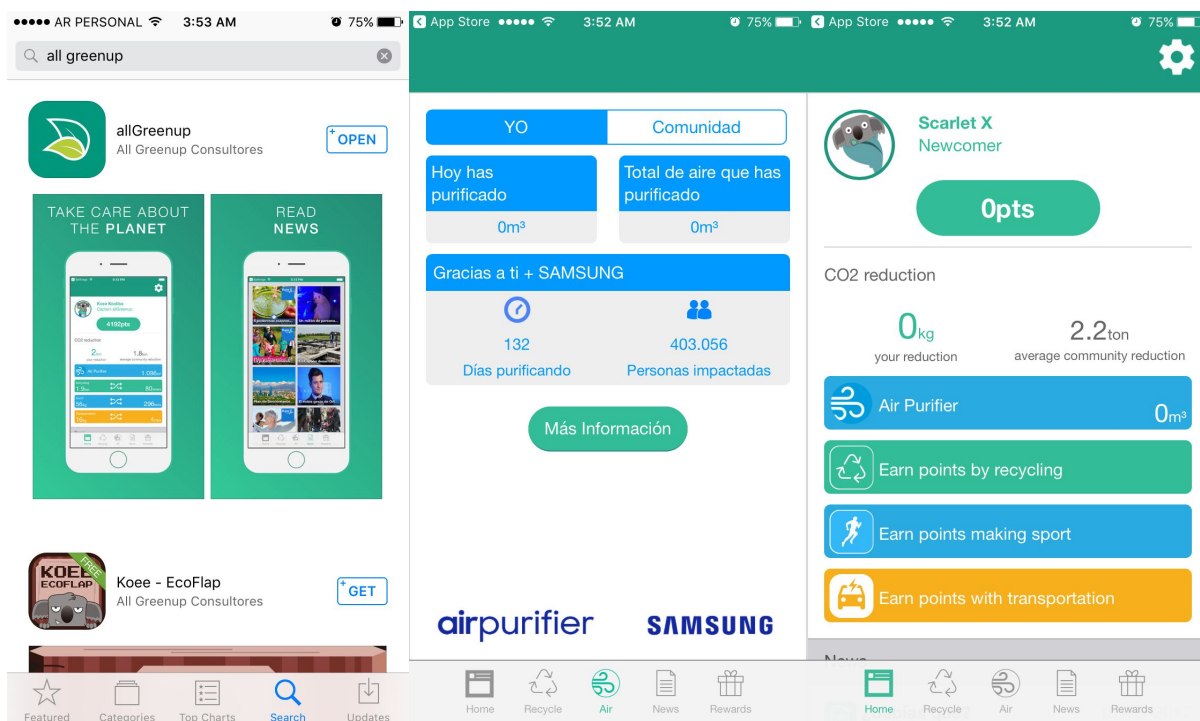 AR PERSONAL 3:53 AM 75%
all greenup
allGreenup
All Greenup Consultores
OPEN
TAKE CARE ABOUT
THE PLANET
4192pts
READ
NEWS
KOEE
ECOFLAP
FREE
Koee - EcoFlap
All Greenup Consultores
GET
Featured Categories Top Charts Search Updates
App Store 3:52 AM 75%
YO Comunidad
Hoy has
purificado
0m³
Total de aire que has
purificado
0m³
Gracias a ti + SAMSUNG
132
Días purificando
403.056
Personas impactadas
Más Información
airpurifier SAMSUNG
Home Recycle Air News Rewards
App Store 3:52 AM 75%
Scarlet X
Newcomer
0pts
CO2 reduction
0kg
your reduction
2.2ton
average community reduction
Air Purifier 0m³
Earn points by recycling
Earn points making sport
Earn points with transportation
News
Home Recycle Air News Rewards